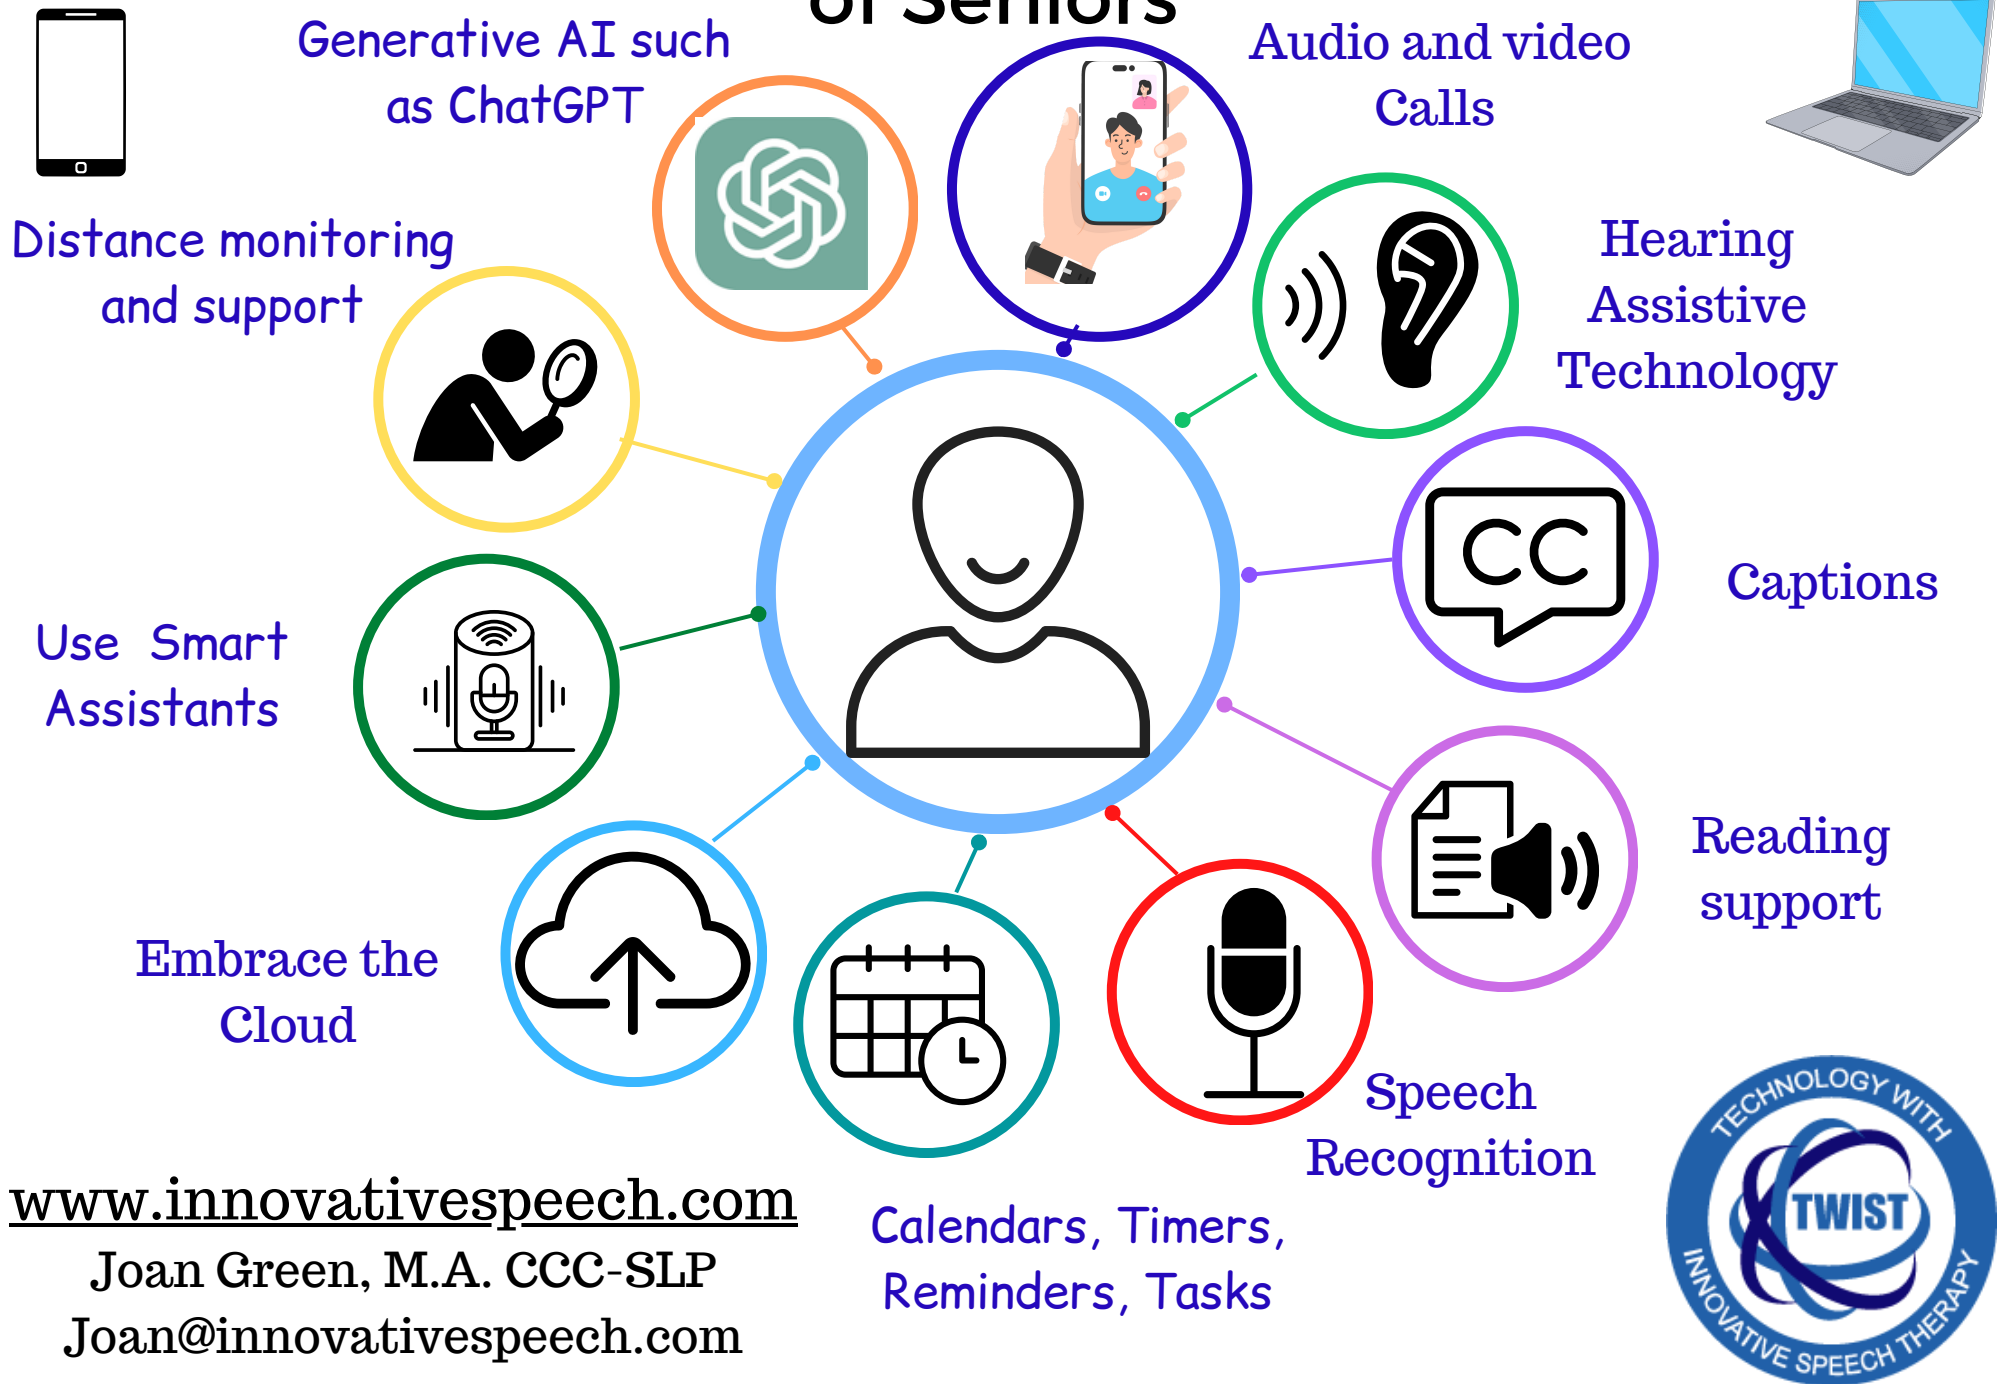 of Seniors
Generative AI such
as ChatGPT
Audio and video
Calls
Distance monitoring
and support
Hearing
Assistive
Technology
CC
Captions
Use Smart
Assistants
Reading
support
Embrace the
Cloud
Speech
Recognition
Calendars, Timers,
Reminders, Tasks
www.innovativespeech.com
Joan Green, M.A. CCC-SLP
Joan@innovativespeech.com
TECHNOLOGY WITH
TWIST
INNOVATIVE SPEECH THERAPY